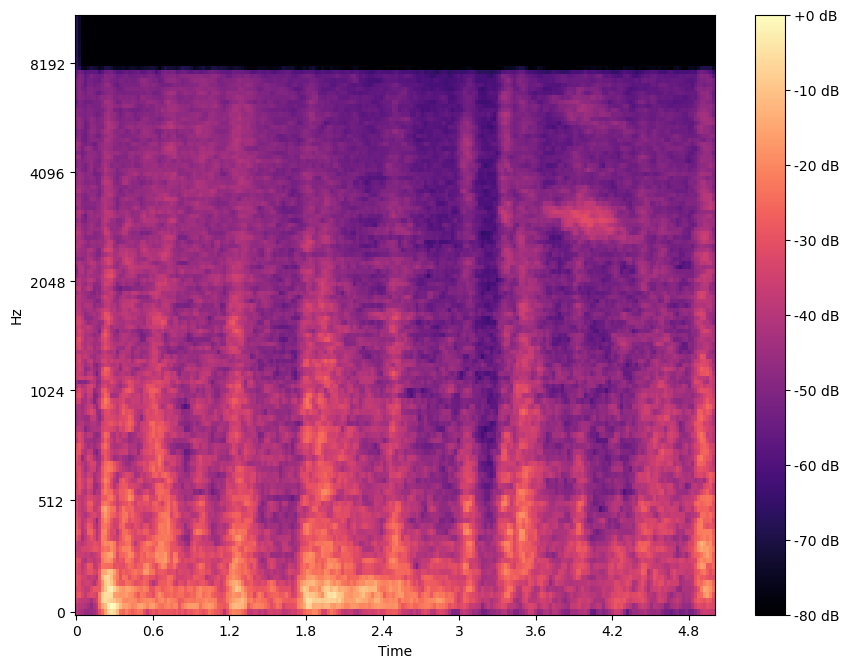 8192
4096
2048
1024
512
0
Hz
0 0.6 1.2 1.8 2.4 3 3.6 4.2 4.8
Time
+0 dB
-10 dB
-20 dB
-30 dB
-40 dB
-50 dB
-60 dB
-70 dB
-80 dB